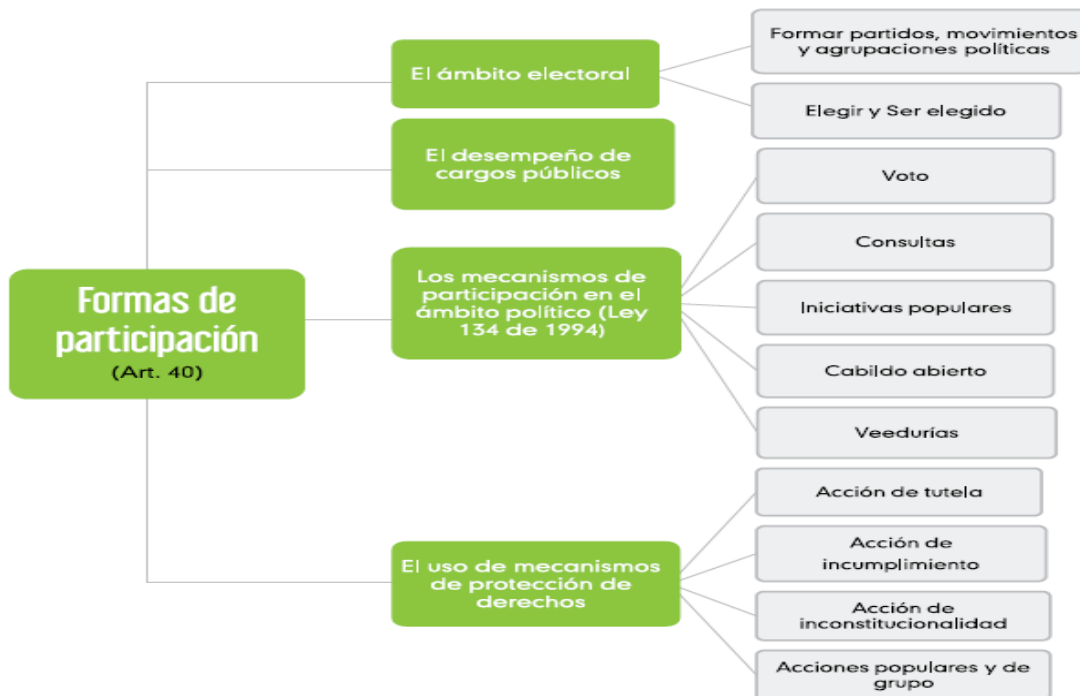 Formas de
participación
(Art. 40)
El ámbito electoral
Formar partidos, movimientos
y agrupaciones políticas
Elegir y Ser elegido
El desempeño de
cargos públicos
Los mecanismos de
participación en el
ámbito político (Ley
134 de 1994)
Voto
Consultas
Iniciativas populares
Cabildo abierto
Veedurías
El uso de mecanismos
de protección de
derechos
Acción de tutela
Acción de
incumplimiento
Acción de
inconstitucionalidad
Acciones populares y de
grupo